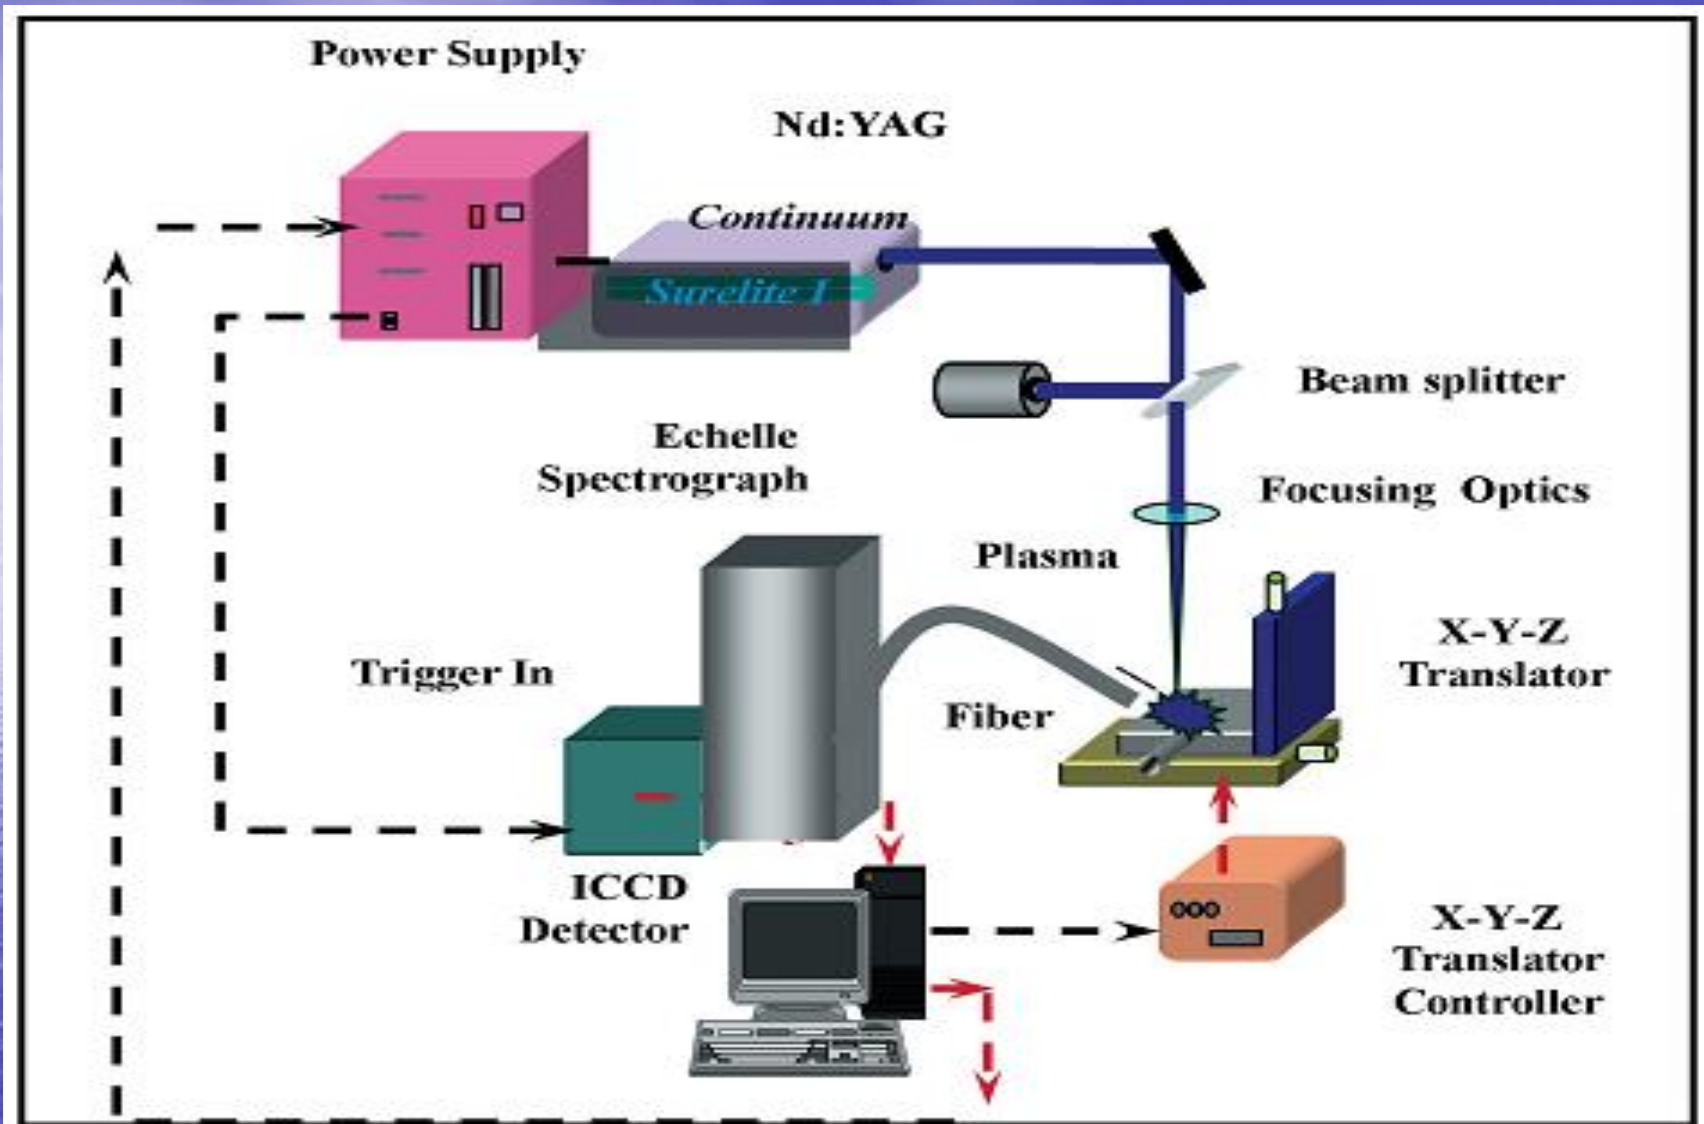 Power Supply
Nd:YAG
Continuum
Surelite I
Beam splitter
Echelle
Spectrograph
Focusing Optics
Plasma
X-Y-Z
Translator
Trigger In
Fiber
ICCD
Detector
X-Y-Z
Translator
Controller